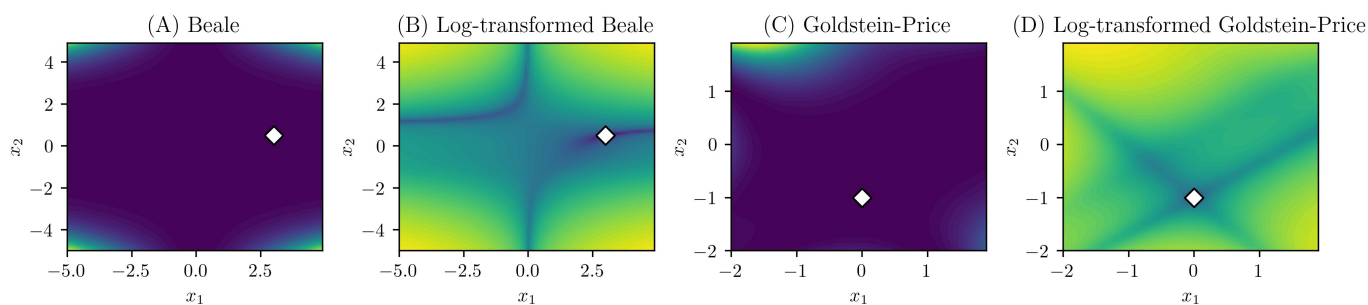 (A) Beale
4
2
0
−2
−4
x₂
−5.0 −2.5 0.0 2.5
x₁
(B) Log-transformed Beale
4
2
0
−2
−4
x₂
−5.0 −2.5 0.0 2.5
x₁
(C) Goldstein-Price
1
0
−1
−2
x₂
−2 −1 0 1
x₁
(D) Log-transformed Goldstein-Price
1
0
−1
−2
x₂
−2 −1 0 1
x₁